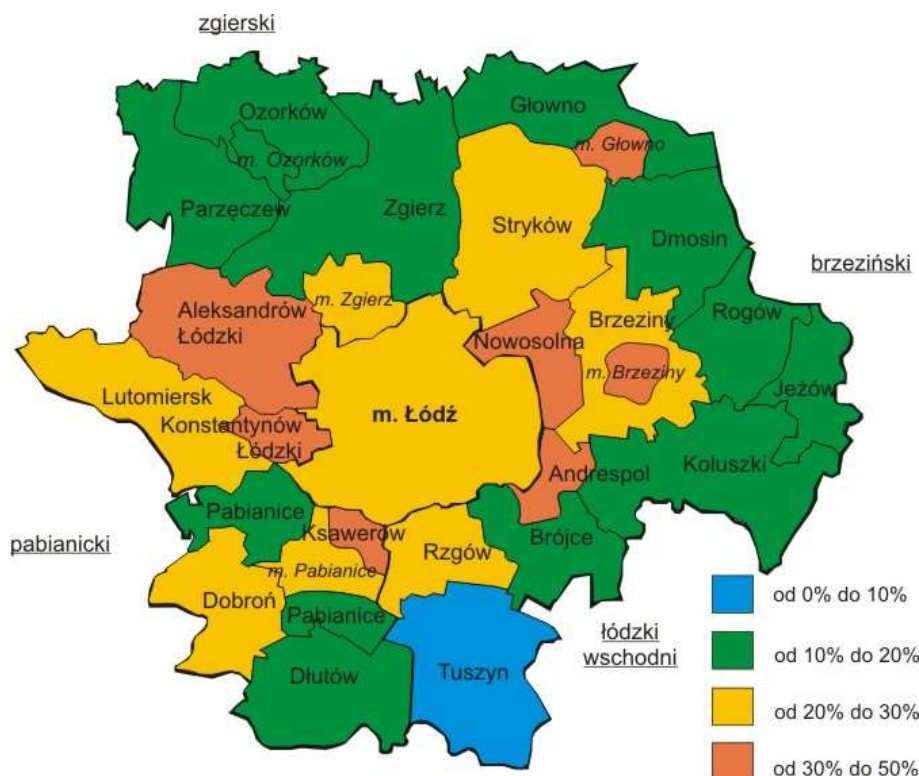 zgierski
Ozorków
Głowno
m. Ozorków
m. Głowno
Parzęczew
Zgierz
Stryków
Dmosin
brzeziński
m. Zgierz
Aleksandrów
Łódzki
Nowosolna
Brzeziny
Rogów
m. Brzeziny
Jeżów
Lutomiersk
m. Łódź
Konstantynów
Łódzki
Andrespol
Koluszki
Pabianice
Ksawerów
Rzgów
Brójce
pabianicki
m. Pabianice
Dobroń
Pabianice
łódzki
wschodni
Dłutów
Tuszyn
od 0% do 10%
od 10% do 20%
od 20% do 30%
od 30% do 50%